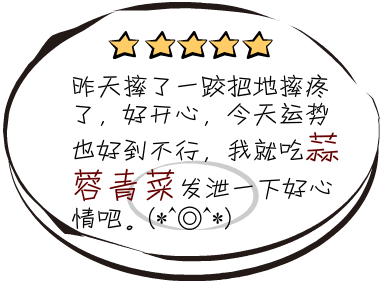 昨天摔了一跤把地摔疼
了，好开心，今天运势
也好到不行，我就吃蒜
蓉青菜发泄一下好心
情吧。(*^◎^*)